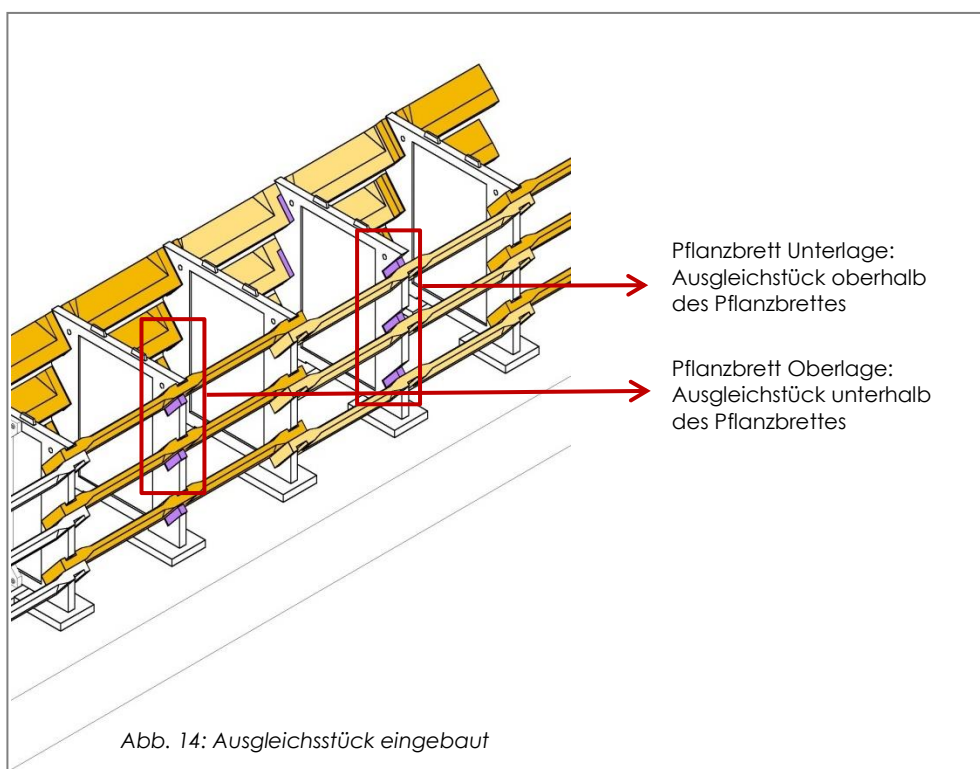 Pflanzbrett Unterlage:
Ausgleichstück oberhalb
des Pflanzbrettes
Pflanzbrett Oberlage:
Ausgleichstück unterhalb
des Pflanzbrettes
Abb. 14: Ausgleichsstück eingebaut